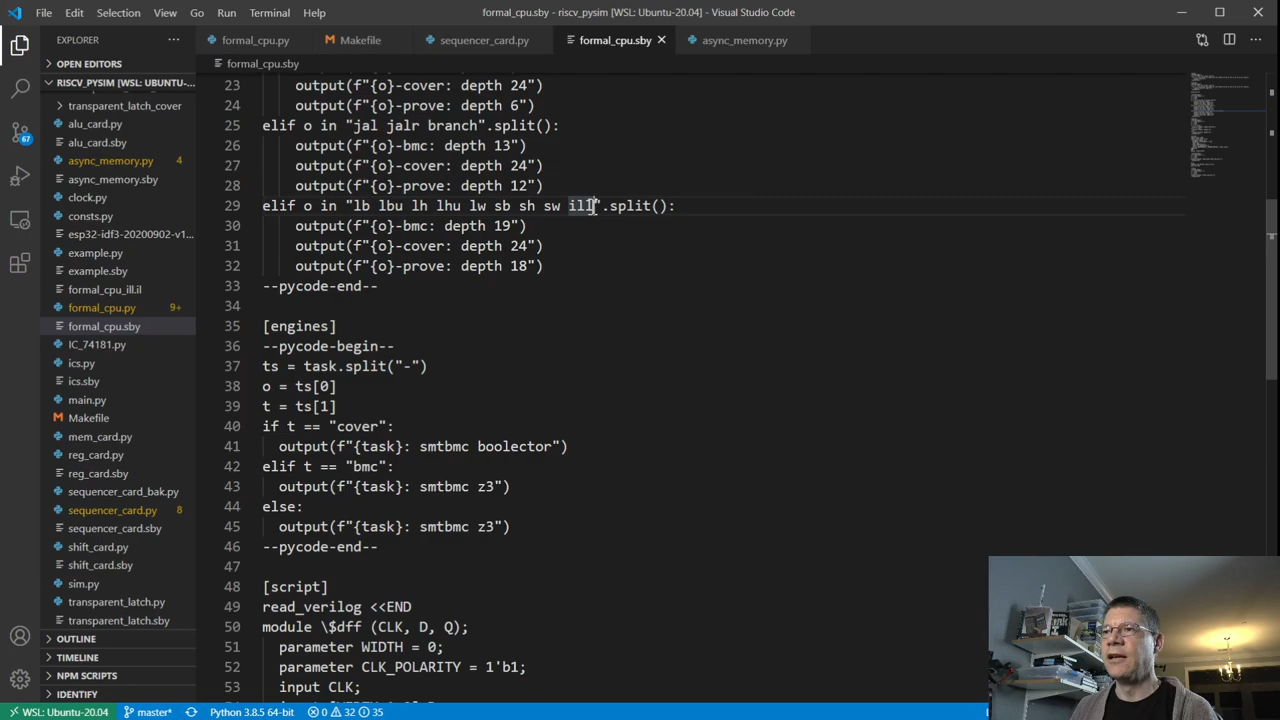 File Edit Selection View Go Run Terminal Help
formal_cpu.sby - riscv_pysim [WSL: Ubuntu-20.04] - Visual Studio Code
EXPLORER
formal_cpu.py
Makefile
sequencer_card.py
formal_cpu.sby
async_memory.py
OPEN EDITORS
RISCV_PYSIM [WSL: UBUNTU-20.04...
formal_cpu.sby
transparent_latch_cover
alu_card.py
alu_card.sby
async_memory.py 4
async_memory.sby
clock.py
consts.py
esp32-idf3-20200902-v1...
example.py
example.sby
formal_cpu_ill.il
formal_cpu.py 9+
formal_cpu.sby
IC_74181.py
ics.py
ics.sby
main.py
Makefile
mem_card.py
reg_card.py
reg_card.sby
sequencer_card_bak.py
sequencer_card.py 8
sequencer_card.sby
shift_card.py
shift_card.sby
sim.py
transparent_latch.py
transparent_latch.sby
OUTLINE
TIMELINE
NPM SCRIPTS
IDENTIFY
67
23 output(f"{o}-cover: depth 24")
24 output(f"{o}-prove: depth 6")
25 elif o in "jal jalr branch".split():
26 output(f"{o}-bmc: depth 13")
27 output(f"{o}-cover: depth 24")
28 output(f"{o}-prove: depth 12")
29 elif o in "lb lbu lh lhu lw sb sh sw ill".split():
30 output(f"{o}-bmc: depth 19")
31 output(f"{o}-cover: depth 24")
32 output(f"{o}-prove: depth 18")
33 --pycode-end--
34
35 [engines]
36 --pycode-begin--
37 ts = task.split("-")
38 o = ts[0]
39 t = ts[1]
40 if t == "cover":
41 output(f"{task}: smtbmc boolector")
42 elif t == "bmc":
43 output(f"{task}: smtbmc z3")
44 else:
45 output(f"{task}: smtbmc z3")
46 --pycode-end--
47
48 [script]
49 read_verilog <<END
50 module \$dff (CLK, D, Q);
51 parameter WIDTH = 0;
52 parameter CLK_POLARITY = 1'b1;
53 input CLK;
WSL: Ubuntu-20.04 master* Python 3.8.5 64-bit 0 32 35